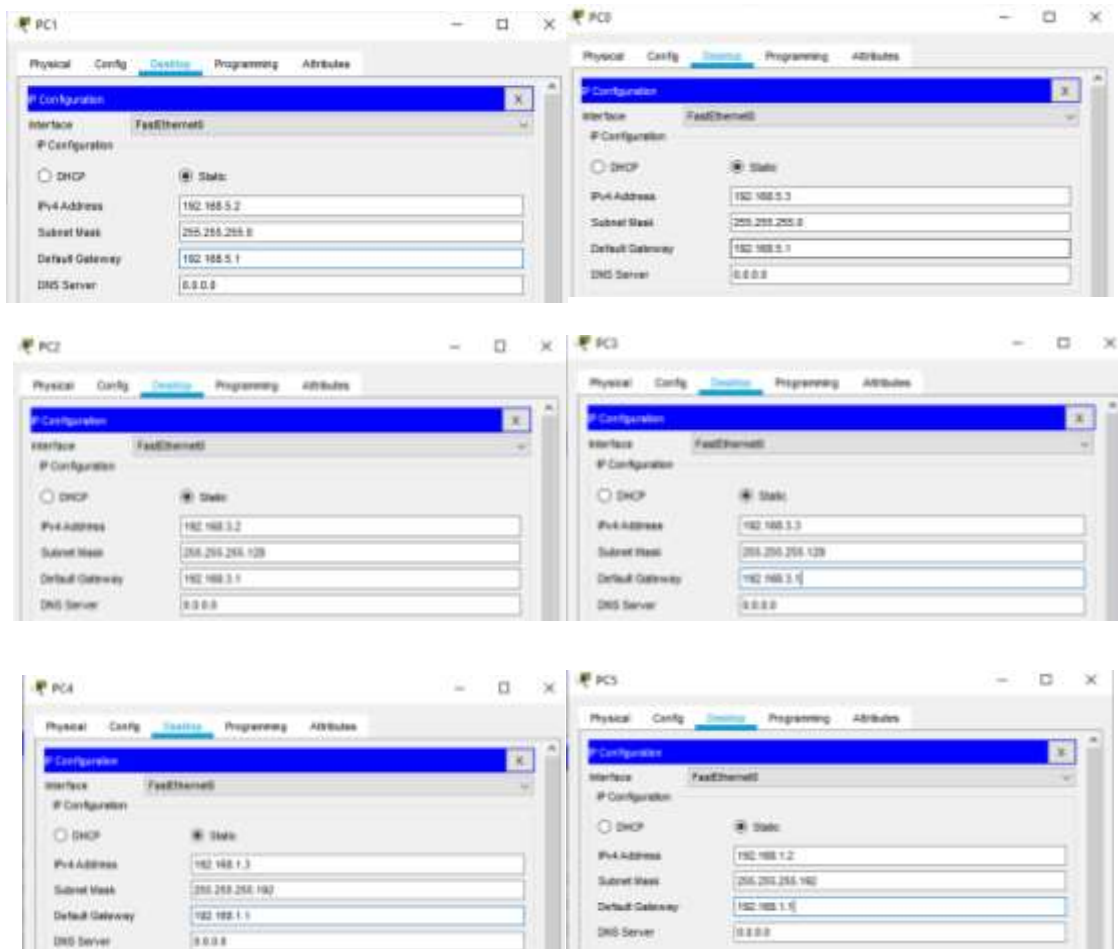 PC1
Physical Config Desktop Programming Attributes
IP Configuration X
Interface FastEthernet0
IP Configuration
DHCP Static
IPv4 Address 192.168.5.2
Subnet Mask 255.255.255.0
Default Gateway 192.168.5.1
DNS Server 0.0.0.0
PC0
Physical Config Desktop Programming Attributes
IP Configuration X
Interface FastEthernet0
IP Configuration
DHCP Static
IPv4 Address 192.168.5.3
Subnet Mask 255.255.255.0
Default Gateway 192.168.5.1
DNS Server 0.0.0.0
PC2
Physical Config Desktop Programming Attributes
IP Configuration X
Interface FastEthernet0
IP Configuration
DHCP Static
IPv4 Address 192.168.3.2
Subnet Mask 255.255.255.128
Default Gateway 192.168.3.1
DNS Server 0.0.0.0
PC3
Physical Config Desktop Programming Attributes
IP Configuration X
Interface FastEthernet0
IP Configuration
DHCP Static
IPv4 Address 192.168.3.3
Subnet Mask 255.255.255.128
Default Gateway 192.168.3.1
DNS Server 0.0.0.0
PC4
Physical Config Desktop Programming Attributes
IP Configuration X
Interface FastEthernet0
IP Configuration
DHCP Static
IPv4 Address 192.168.1.3
Subnet Mask 255.255.255.192
Default Gateway 192.168.1.1
DNS Server 0.0.0.0
PC5
Physical Config Desktop Programming Attributes
IP Configuration X
Interface FastEthernet0
IP Configuration
DHCP Static
IPv4 Address 192.168.1.2
Subnet Mask 255.255.255.192
Default Gateway 192.168.1.1
DNS Server 0.0.0.0